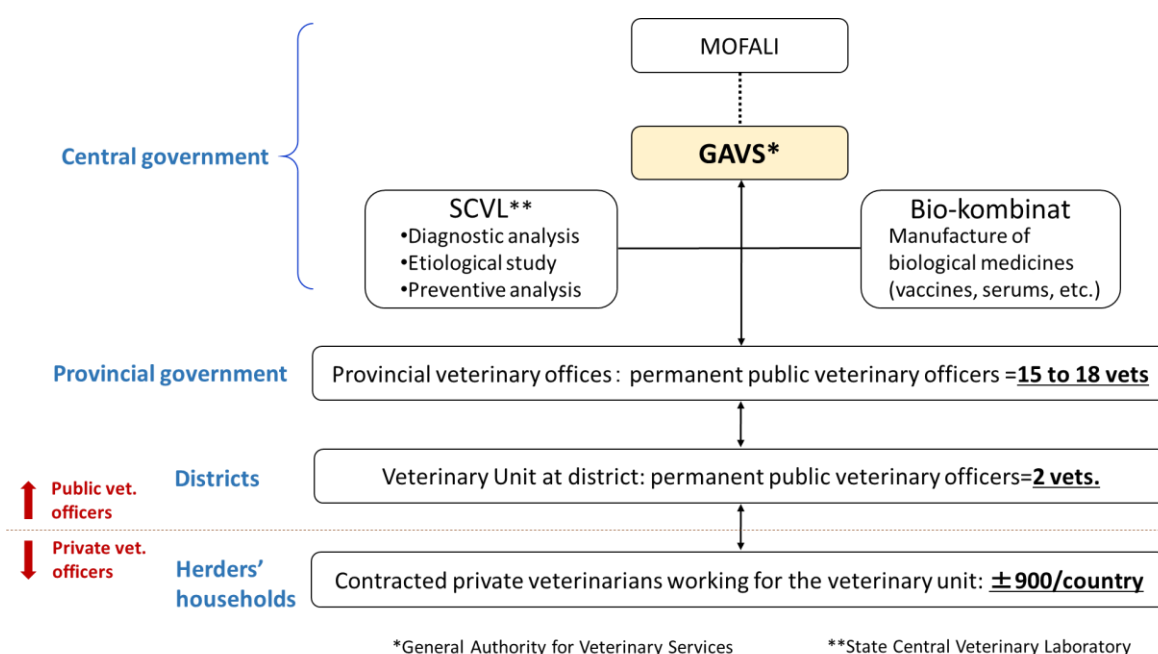 MOFALI
Central government
GAVS*
SCVL**
•Diagnostic analysis
•Etiological study
•Preventive analysis
Bio-kombinat
Manufacture of
biological medicines
(vaccines, serums, etc.)
Provincial government
Provincial veterinary offices: permanent public veterinary officers =15 to 18 vets
Districts
Veterinary Unit at district: permanent public veterinary officers=2 vets.
Public vet.
officers
Private vet.
officers
Herders’
households
Contracted private veterinarians working for the veterinary unit: ±900/country
*General Authority for Veterinary Services
**State Central Veterinary Laboratory